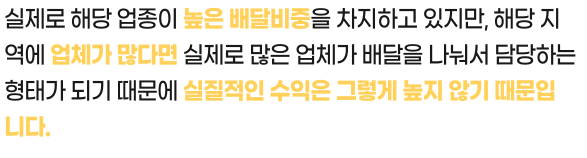 실제로 해당 업종이 높은 배달비중을 차지하고 있지만, 해당 지
역에 업체가 많다면 실제로 많은 업체가 배달을 나눠서 담당하는
형태가 되기 때문에 실질적인 수익은 그렇게 높지 않기 때문입
니다.